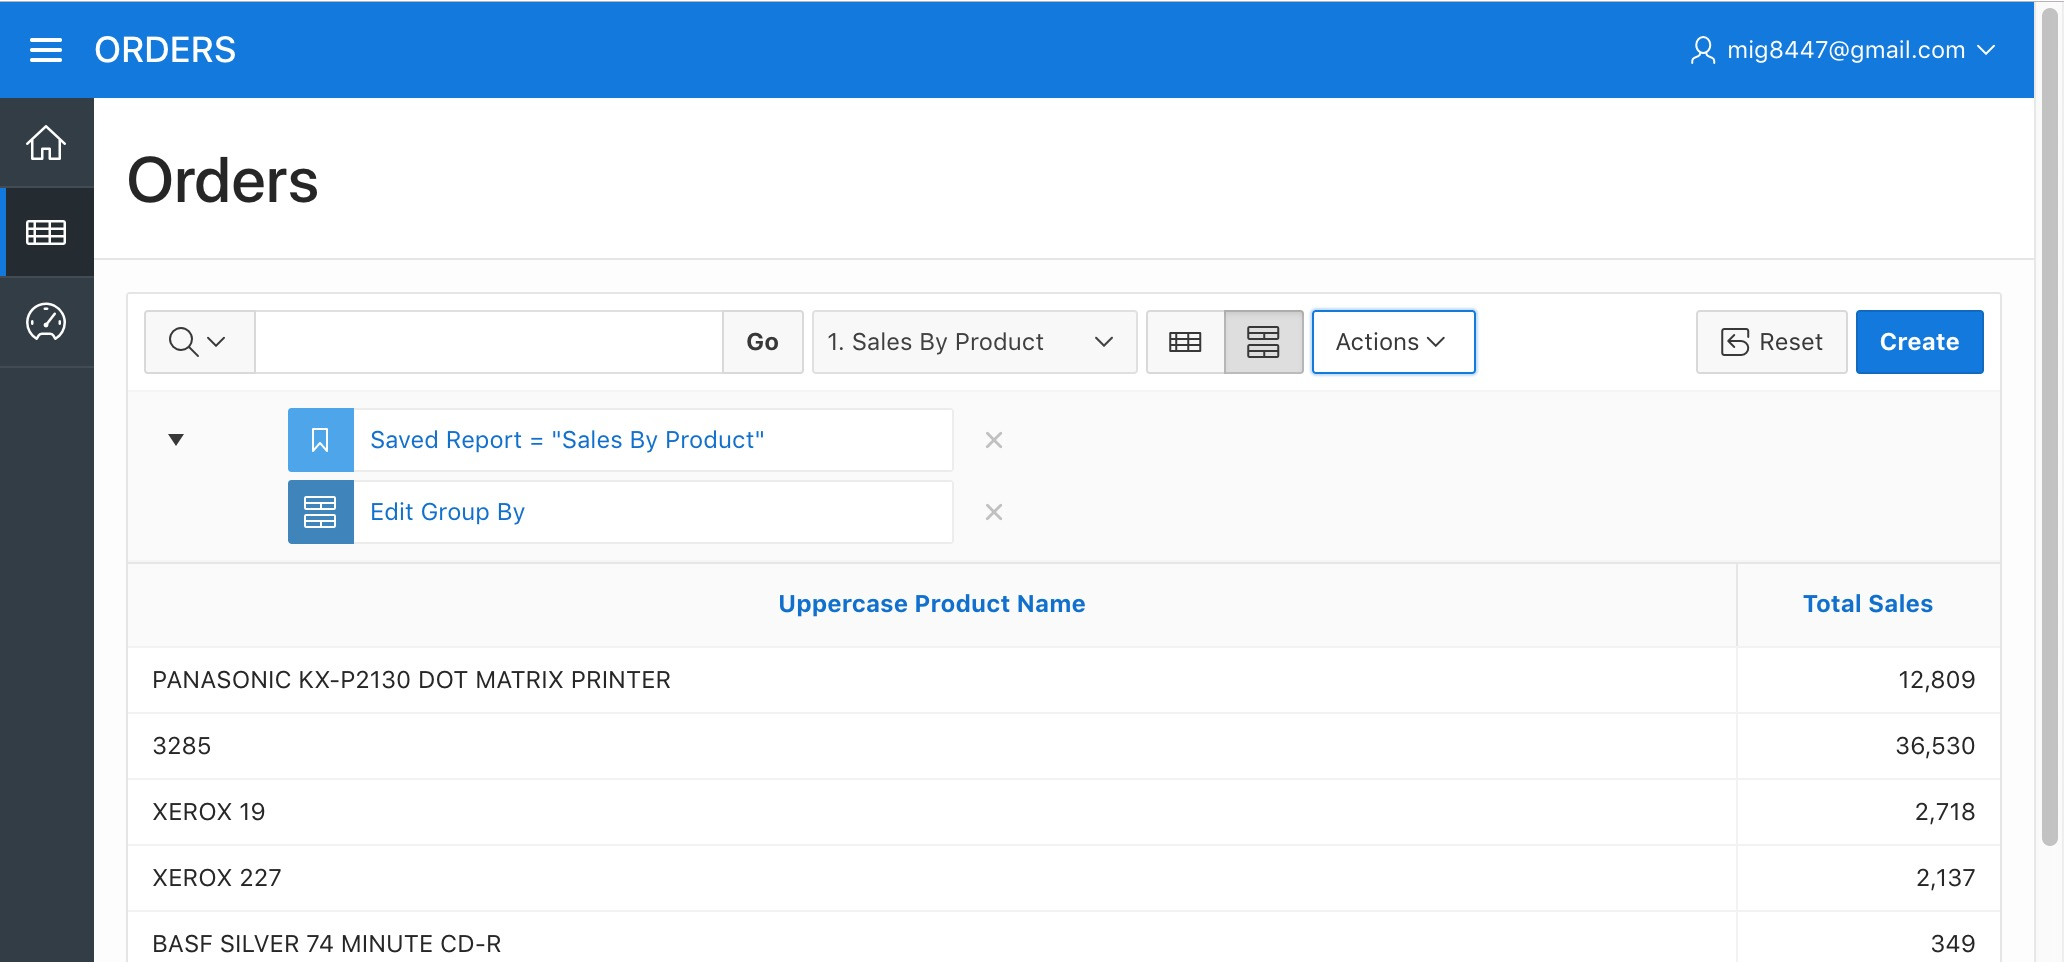 ORDERS
mig8447@gmail.com
Orders
Go
1. Sales By Product
Actions
Reset
Create
Saved Report = "Sales By Product"
Edit Group By
Uppercase Product Name
Total Sales
PANASONIC KX-P2130 DOT MATRIX PRINTER
12,809
3285
36,530
XEROX 19
2,718
XEROX 227
2,137
BASF SILVER 74 MINUTE CD-R
349